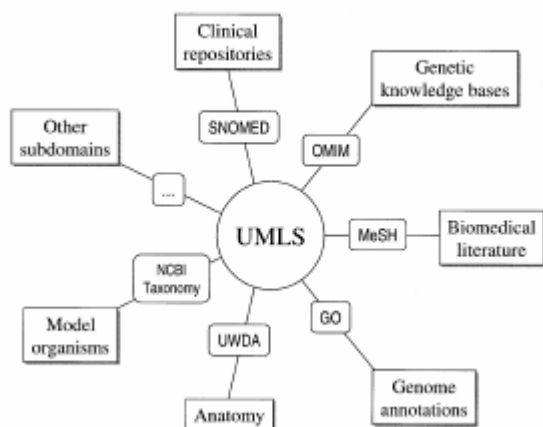 Clinical
repositories
SNOMED
Genetic
knowledge bases
OMIM
Other
subdomains
....
UMLS
MeSH
Biomedical
literature
NCBI
Taxonomy
Model
organisms
UWDA
Anatomy
GO
Genome
annotations